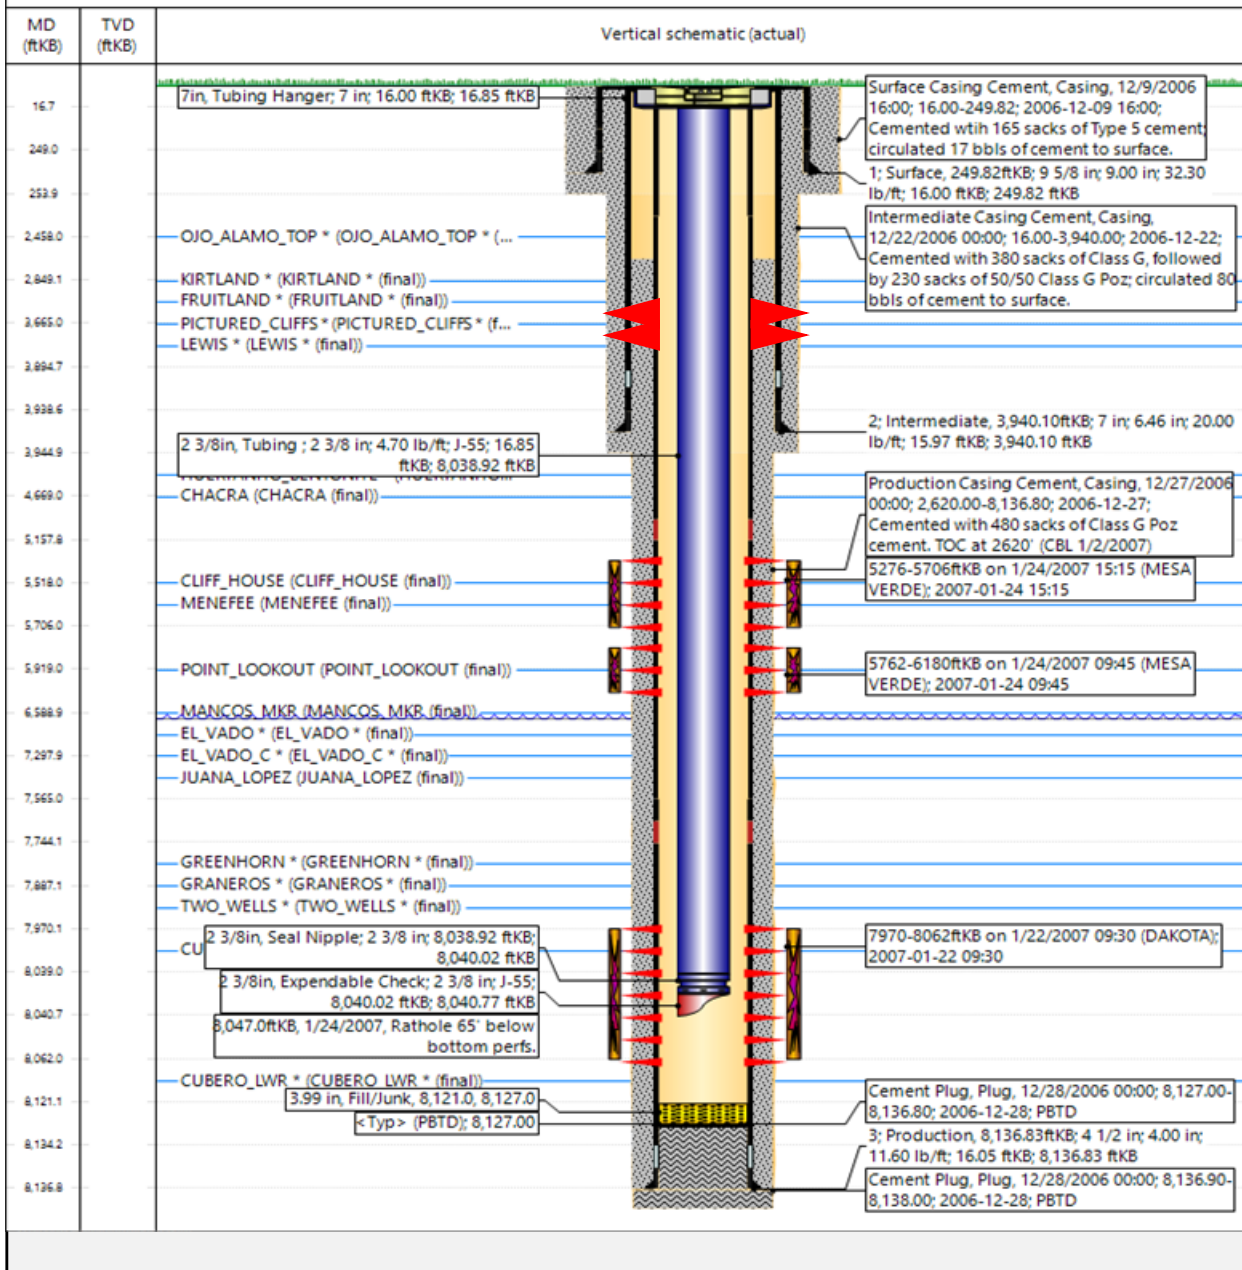 MD
(ftKB)
TVD
(ftKB)
Vertical schematic (actual)
16.7
249.0
253.9
2,458.0
2,849.1
3,665.0
3,894.7
3,938.6
3,944.9
4,669.0
5,157.8
5,518.0
5,706.0
5,919.0
6,588.9
7,297.9
7,565.0
7,744.1
7,887.1
7,970.1
8,039.0
8,040.7
8,062.0
8,121.1
8,134.2
8,136.8
7in, Tubing Hanger; 7 in; 16.00 ftKB; 16.85 ftKB
OJO_ALAMO_TOP * (OJO_ALAMO_TOP * (...
KIRTLAND * (KIRTLAND * (final))
FRUITLAND * (FRUITLAND * (final))
PICTURED_CLIFFS * (PICTURED_CLIFFS * (f...
LEWIS * (LEWIS * (final))
2 3/8in, Tubing ; 2 3/8 in; 4.70 lb/ft; J-55; 16.85
ftKB; 8,038.92 ftKB
CHACRA (CHACRA (final))
CLIFF_HOUSE (CLIFF_HOUSE (final))
MENEFEE (MENEFEE (final))
POINT_LOOKOUT (POINT_LOOKOUT (final))
MANCOS_MKR (MANCOS_MKR (final))
EL_VADO * (EL_VADO * (final))
EL_VADO_C * (EL_VADO_C * (final))
JUANA_LOPEZ (JUANA_LOPEZ (final))
GREENHORN * (GREENHORN * (final))
GRANEROS * (GRANEROS * (final))
TWO_WELLS * (TWO_WELLS * (final))
CU
2 3/8in, Seal Nipple; 2 3/8 in; 8,038.92 ftKB;
8,040.02 ftKB
2 3/8in, Expendable Check; 2 3/8 in; J-55;
8,040.02 ftKB; 8,040.77 ftKB
8,047.0ftKB, 1/24/2007, Rathole 65' below
bottom perfs.
CUBERO_LWR * (CUBERO_LWR * (final))
3.99 in, Fill/Junk, 8,121.0, 8,127.0
<Typ> (PBTD); 8,127.00
Surface Casing Cement, Casing, 12/9/2006
16:00; 16.00-249.82; 2006-12-09 16:00;
Cemented wtih 165 sacks of Type 5 cement;
circulated 17 bbls of cement to surface.
1; Surface, 249.82ftKB; 9 5/8 in; 9.00 in; 32.30
lb/ft; 16.00 ftKB; 249.82 ftKB
Intermediate Casing Cement, Casing,
12/22/2006 00:00; 16.00-3,940.00; 2006-12-22;
Cemented with 380 sacks of Class G, followed
by 230 sacks of 50/50 Class G Poz; circulated 80
bbls of cement to surface.
2; Intermediate, 3,940.10ftKB; 7 in; 6.46 in; 20.00
lb/ft; 15.97 ftKB; 3,940.10 ftKB
Production Casing Cement, Casing, 12/27/2006
00:00; 2,620.00-8,136.80; 2006-12-27;
Cemented with 480 sacks of Class G Poz
cement. TOC at 2620' (CBL 1/2/2007)
5276-5706ftKB on 1/24/2007 15:15 (MESA
VERDE); 2007-01-24 15:15
5762-6180ftKB on 1/24/2007 09:45 (MESA
VERDE); 2007-01-24 09:45
7970-8062ftKB on 1/22/2007 09:30 (DAKOTA);
2007-01-22 09:30
Cement Plug, Plug, 12/28/2006 00:00; 8,127.00-
8,136.80; 2006-12-28; PBTD
3; Production, 8,136.83ftKB; 4 1/2 in; 4.00 in;
11.60 lb/ft; 16.05 ftKB; 8,136.83 ftKB
Cement Plug, Plug, 12/28/2006 00:00; 8,136.90-
8,138.00; 2006-12-28; PBTD